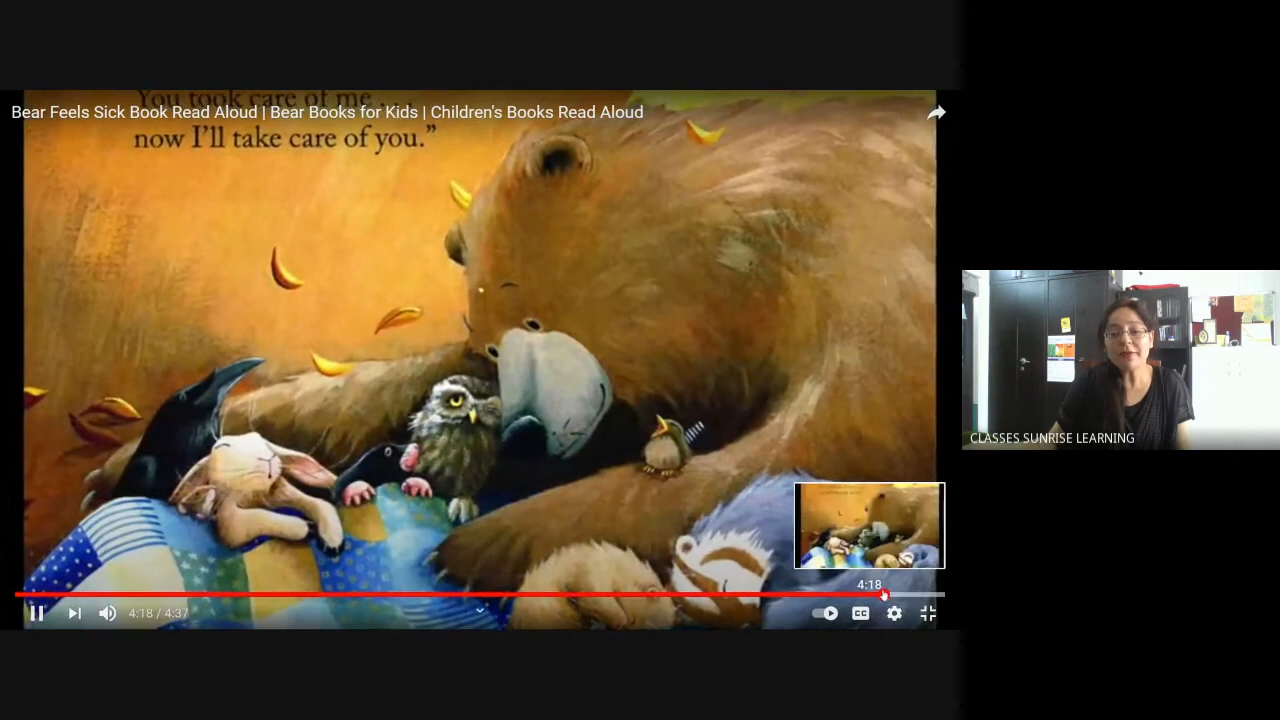 You took care of me . . .
Bear Feels Sick Book Read Aloud | Bear Books for Kids | Children's Books Read Aloud
now I'll take care of you."
CLASSES SUNRISE LEARNING
4:18
4:18 / 4:37
CC